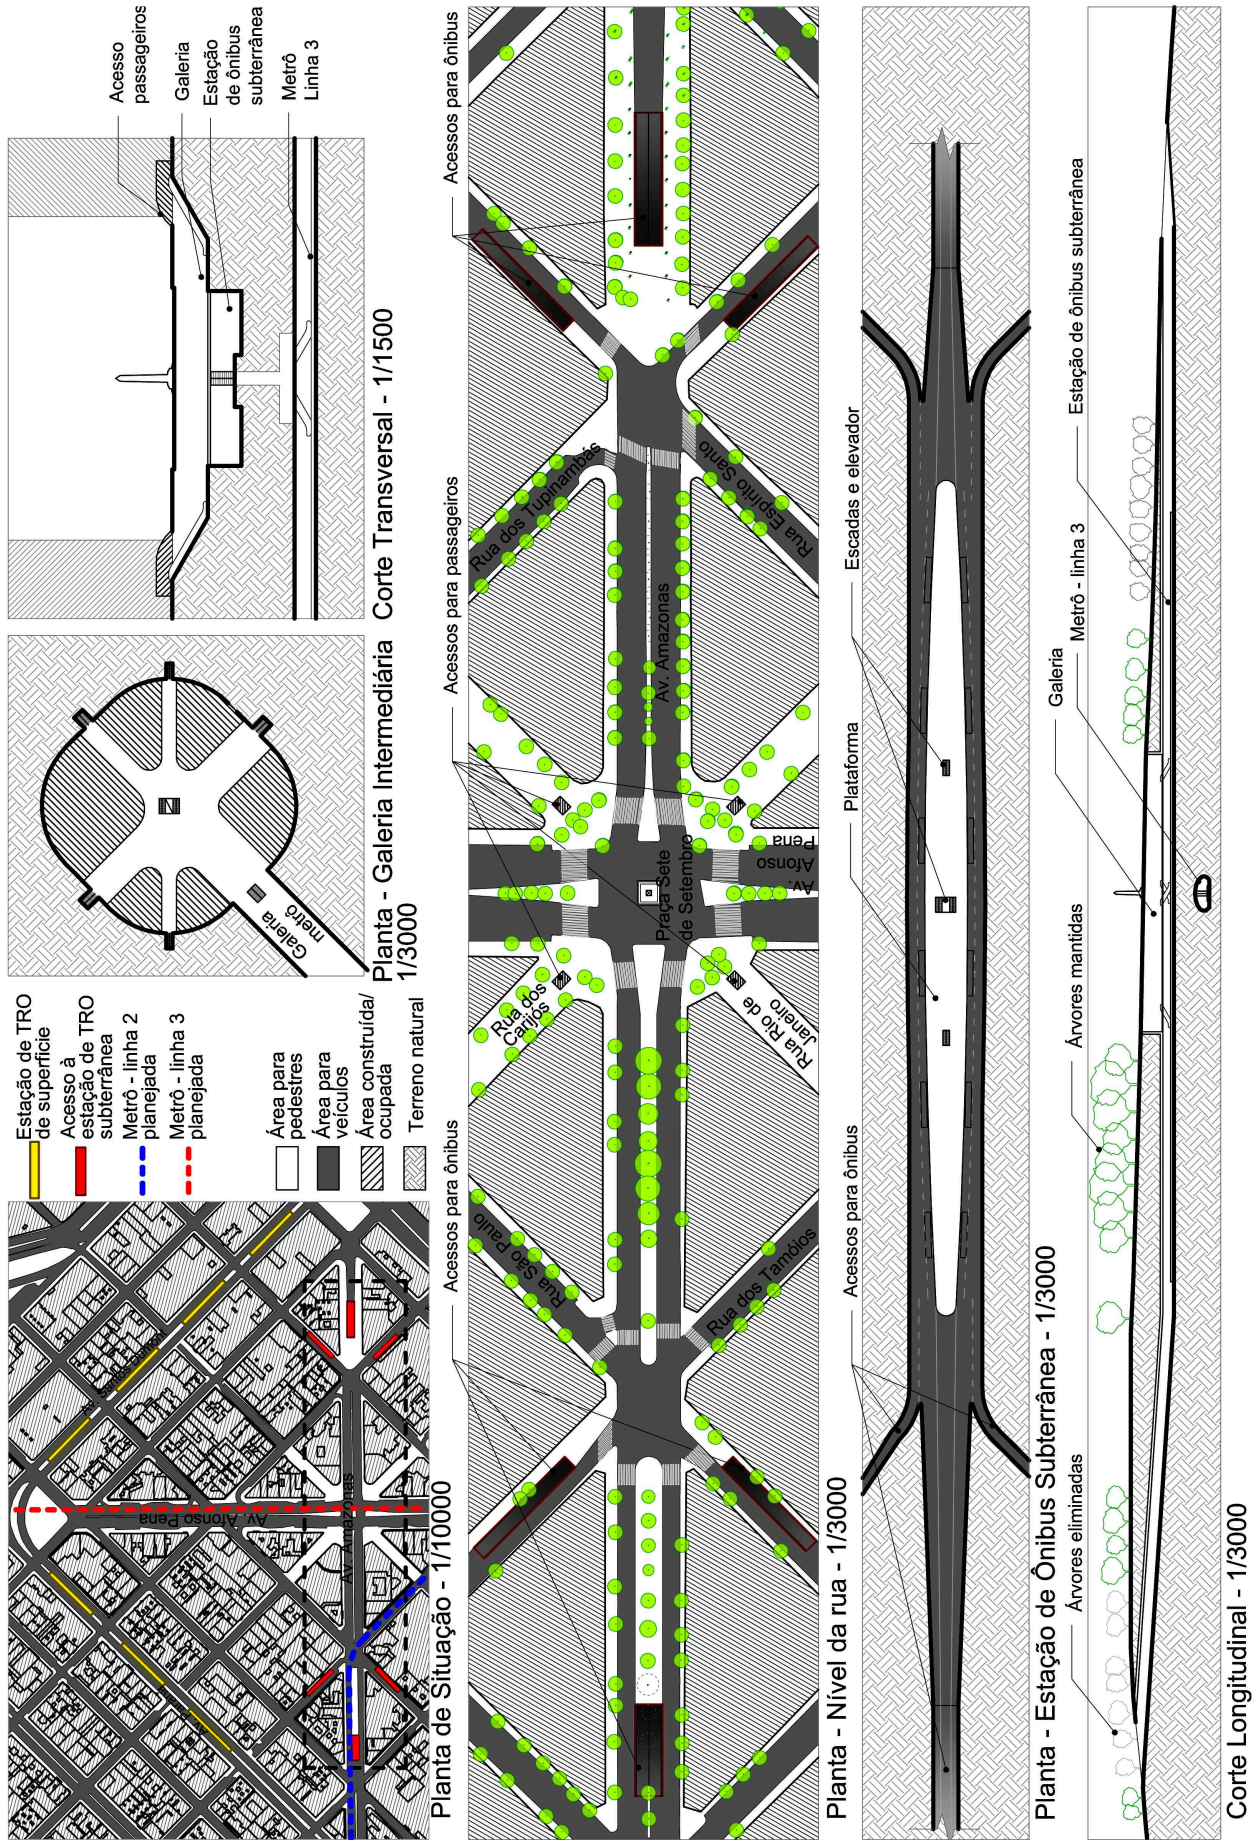 Acesso
passageiros
Galeria
Estação
de ônibus
subterrânea
Metrô
Linha 3
Corte Transversal - 1/1500
Galeria
metrô
Planta - Galeria Intermediária
1/3000
Estação de TRO
de superfície
Acesso à
estação de TRO
subterrânea
Metrô - linha 2
planejada
Metrô - linha 3
planejada
Área para
pedestres
Área para
veículos
Área construída/
ocupada
Terreno natural
Av. Santos Dumont
Av. Afonso Pena
Av. Amazonas
Planta de Situação - 1/10000
Acessos para ônibus
Acessos para passageiros
Acessos para ônibus
Rua dos Tupinambás
Rua Espírito Santo
Av. Amazonas
Av.
Afonso
Pena
Praça Sete
de Setembro
Rua dos
Carijós
Rua Rio de
Janeiro
Rua São Paulo
Rua dos Tamóios
Planta - Nível da rua - 1/3000
Acessos para ônibus
Plataforma
Escadas e elevador
Planta - Estação de Ônibus Subterrânea - 1/3000
Árvores eliminadas
Árvores mantidas
Galeria
Metrô - linha 3
Estação de ônibus subterrânea
Corte Longitudinal - 1/3000